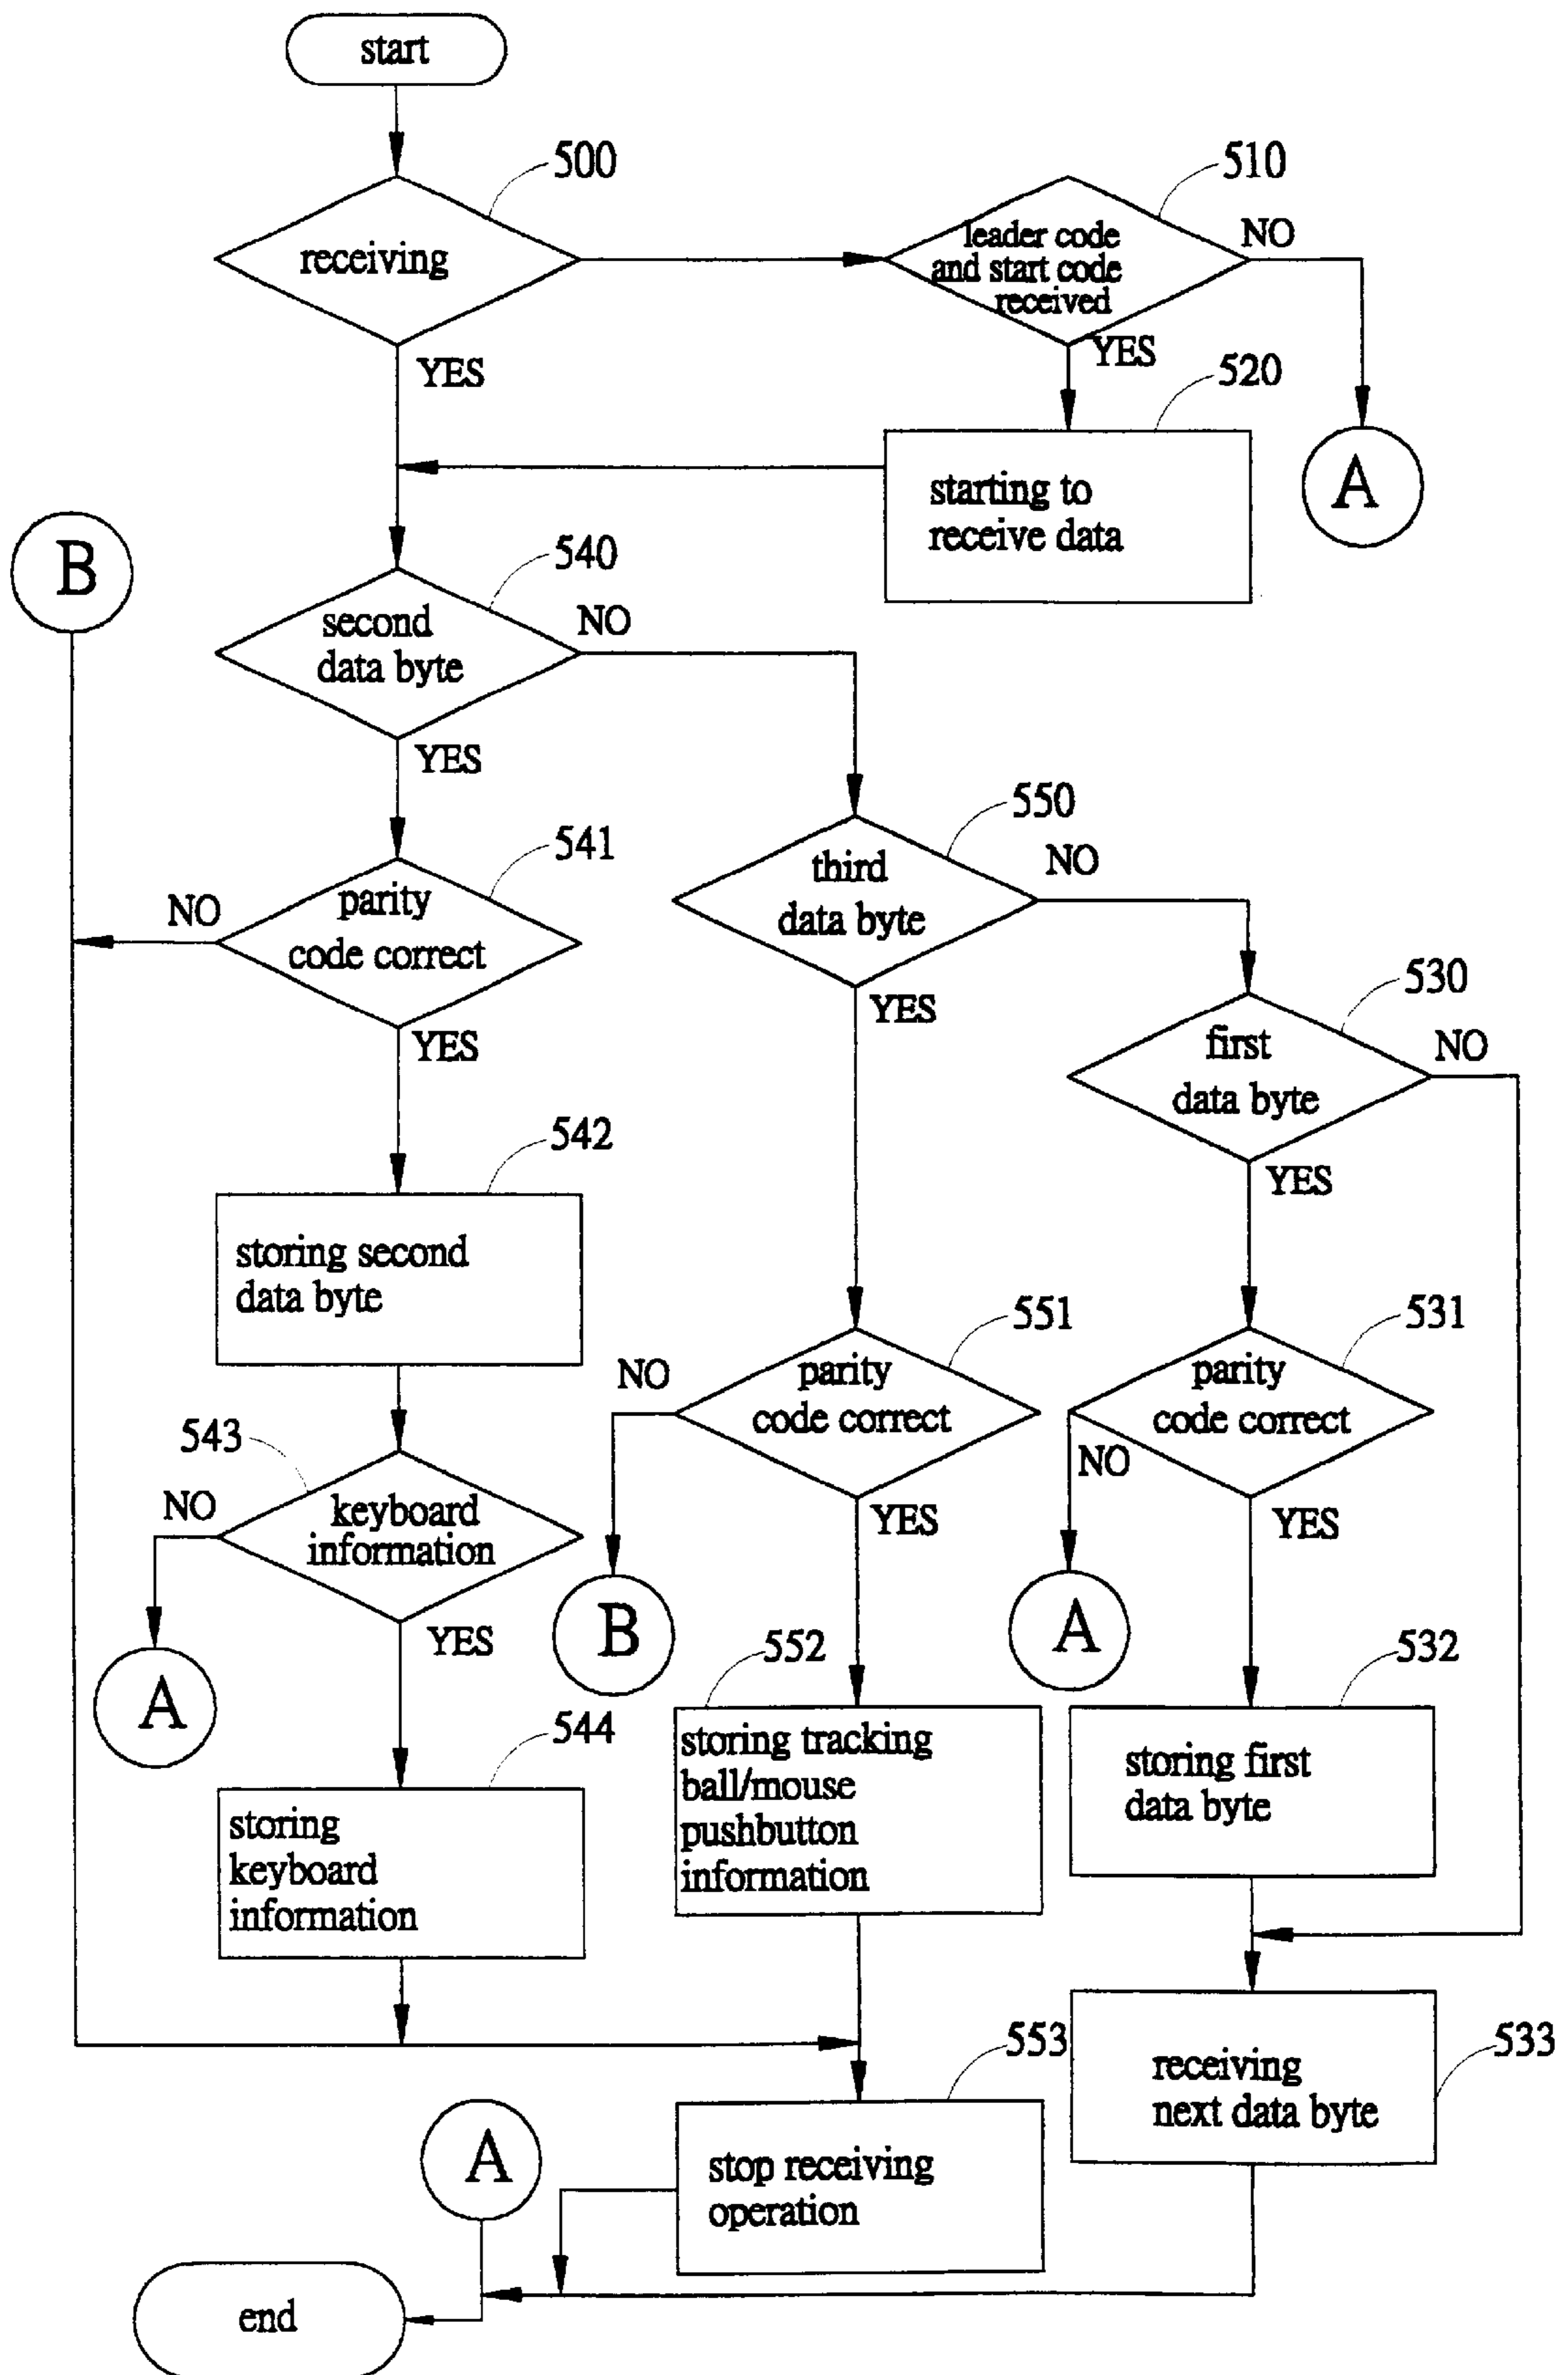 start
500
receiving
YES
510
leader code
and start code
received
NO
YES
520
starting to
receive data
A
B
540
second
data byte
NO
YES
550
third
data byte
NO
YES
541
parity
code correct
NO
YES
530
first
data byte
NO
YES
542
storing second
data byte
551
parity
code correct
NO
YES
531
parity
code correct
NO
YES
543
keyboard
information
NO
YES
A
B
A
544
storing
keyboard
information
552
storing tracking
ball/mouse
pushbutton
information
532
storing first
data byte
553
stop receiving
operation
533
receiving
next data byte
A
end